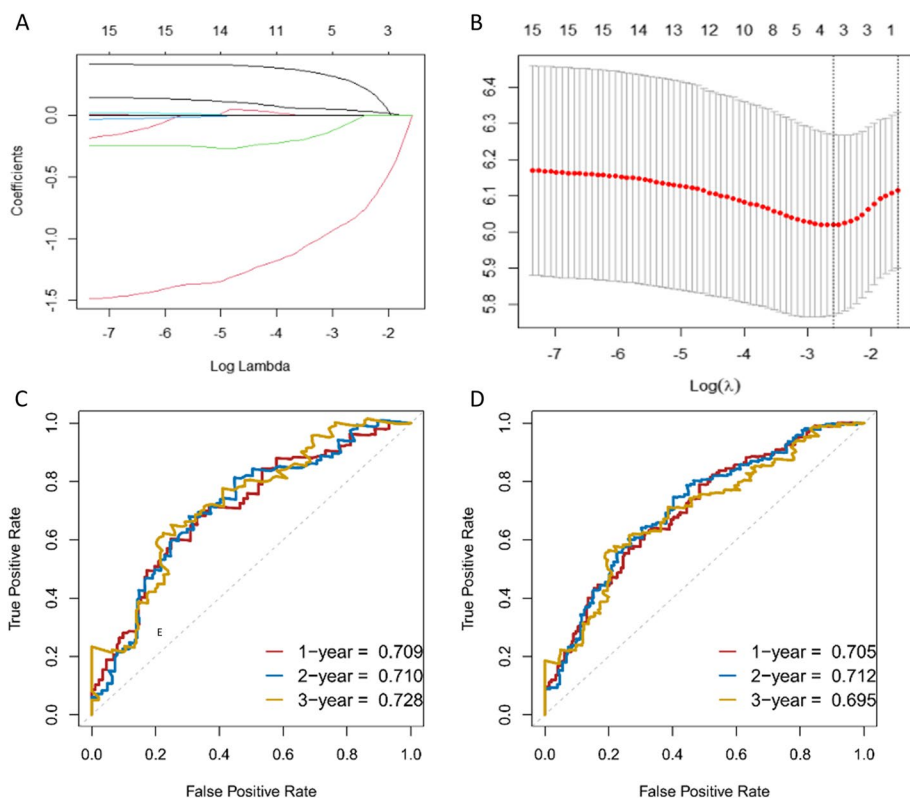 A
15 15 14 11 5 3
0.0
-0.5
-1.0
-1.5
Coefficients
-7 -6 -5 -4 -3 -2
Log Lambda
B
15 15 15 14 13 12 10 8 5 4 3 3 1
6.4
6.3
6.2
6.1
6.0
5.9
5.8
-7 -6 -5 -4 -3 -2
Log(λ)
C
1.0
0.8
0.6
0.4
0.2
0.0
True Positive Rate
E
1-year = 0.709
2-year = 0.710
3-year = 0.728
0.0 0.2 0.4 0.6 0.8 1.0
False Positive Rate
D
1.0
0.8
0.6
0.4
0.2
0.0
True Positive Rate
1-year = 0.705
2-year = 0.712
3-year = 0.695
0.0 0.2 0.4 0.6 0.8 1.0
False Positive Rate